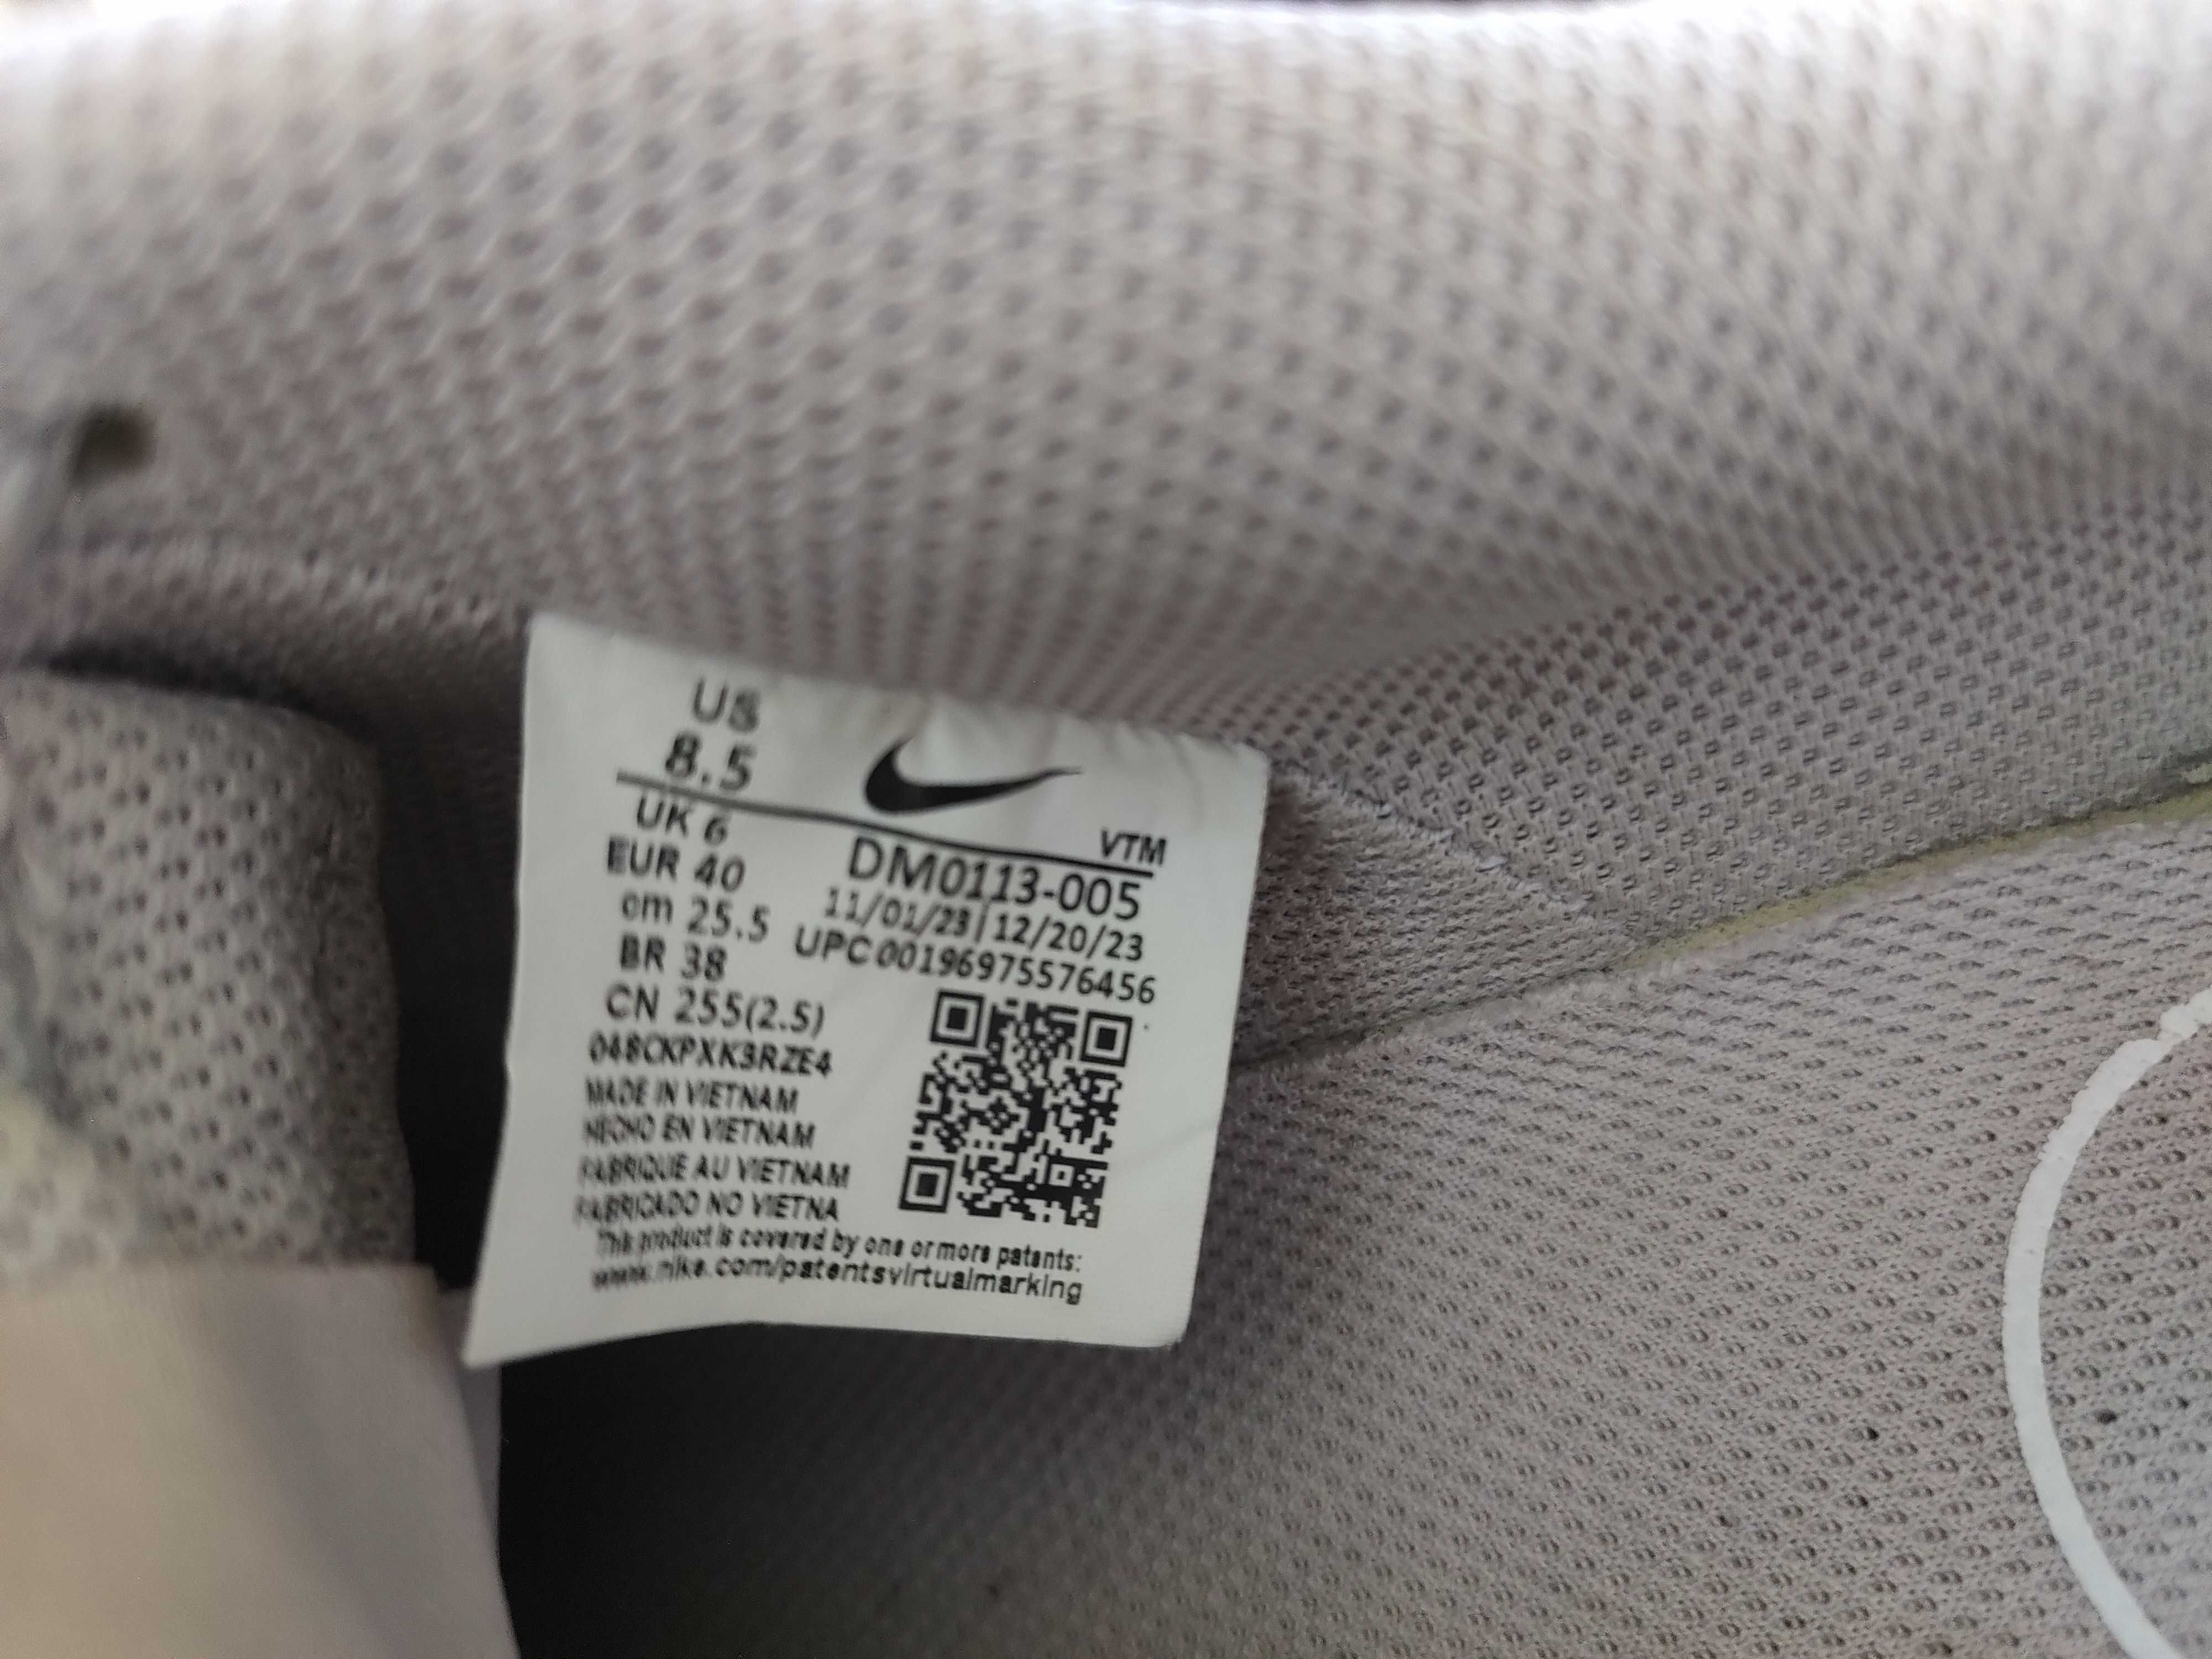 US
8.5
VTM
UK 6
DM0113-005
EUR 40
11/01/23|12/20/23
cm 25.5
UPC 00196975576456
BR 38
CN 255(2.5)
048CKPXK3RZE4
MADE IN VIETNAM
HECHO EN VIETNAM
FABRIQUE AU VIETNAM
FABRICADO NO VIETNA
This product is covered by one or more patents:
www.nike.com/patentsvirtualmarking